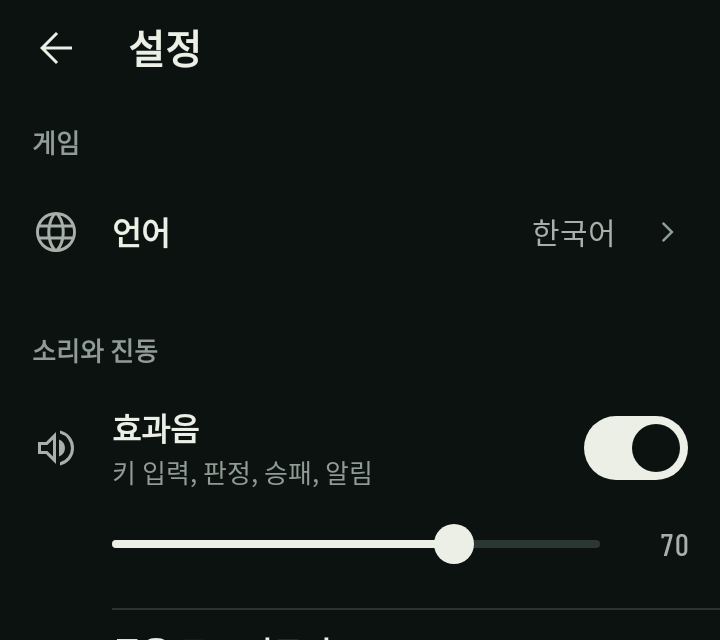 설정
게임
언어 한국어
소리와 진동
효과음
키 입력, 판정, 승패, 알림
70